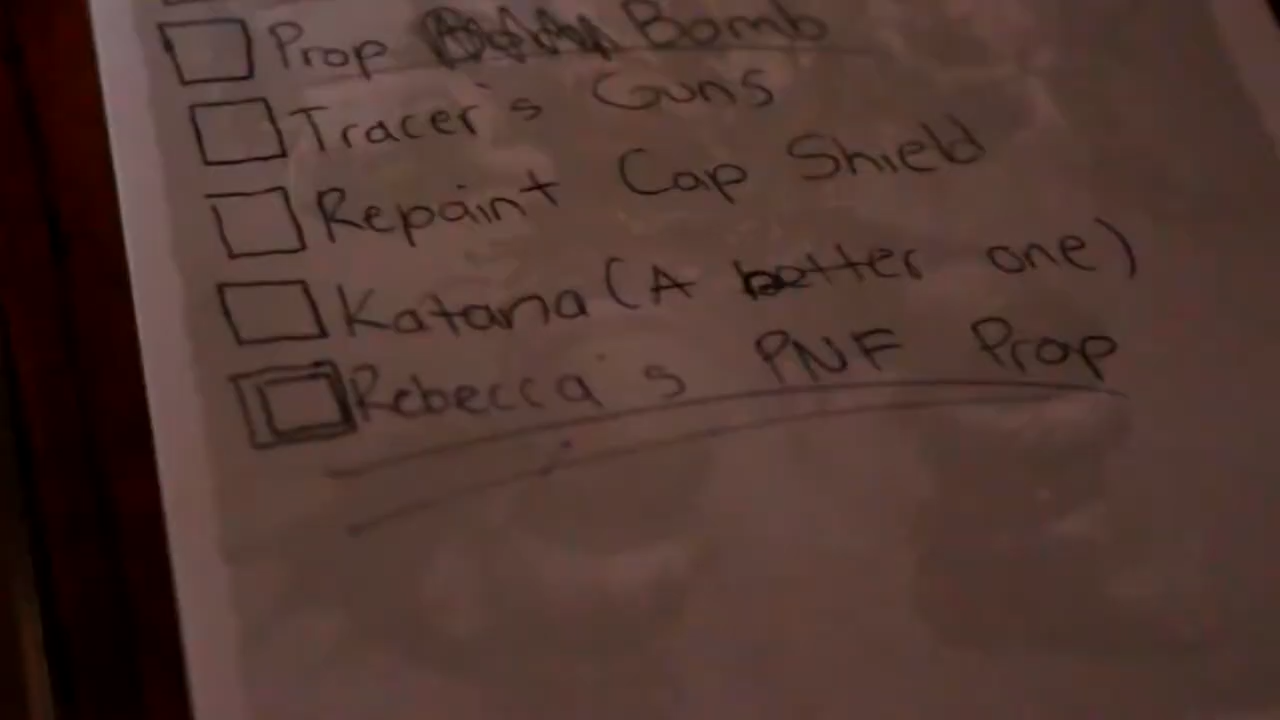 Prop Bomb
Tracer's Guns
Repaint Cap Shield
Katana (A better one)
Rebecca's PNF Prop